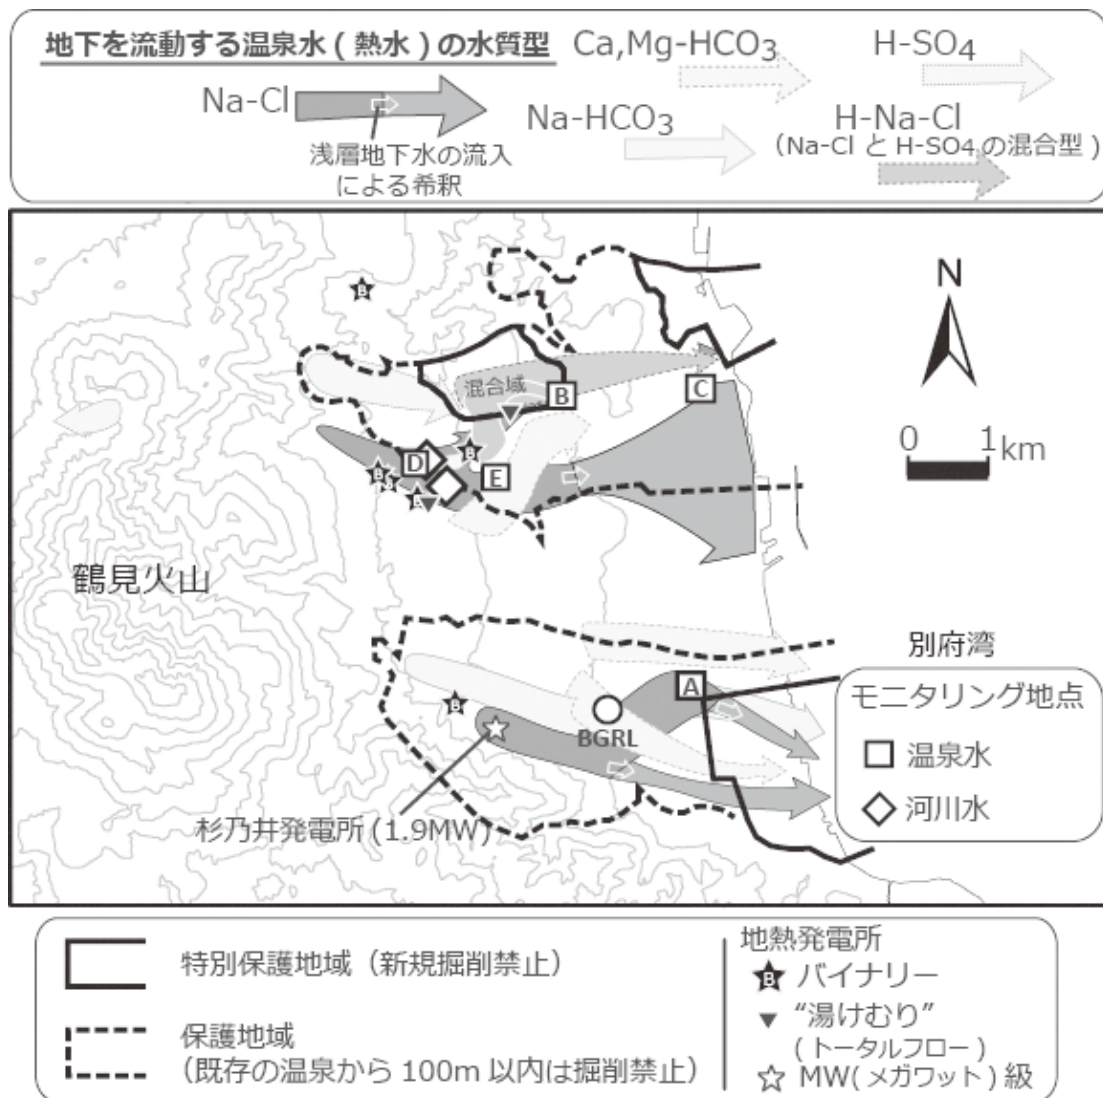 地下を流動する温泉水(熱水)の水質型
Na-Cl
浅層地下水の流入
による希釈
Ca,Mg-HCO3
Na-HCO3
H-SO4
H-Na-Cl
(Na-ClとH-SO4の混合型)
N
0 1km
B
混合域
B
C
D
B
E
B
B
鶴見火山
別府湾
A
B
BGRL
杉乃井発電所(1.9MW)
モニタリング地点
温泉水
河川水
特別保護地域(新規掘削禁止)
保護地域
(既存の温泉から100m以内は掘削禁止)
地熱発電所
B バイナリー
"湯けむり"
(トータルフロー)
MW(メガワット)級